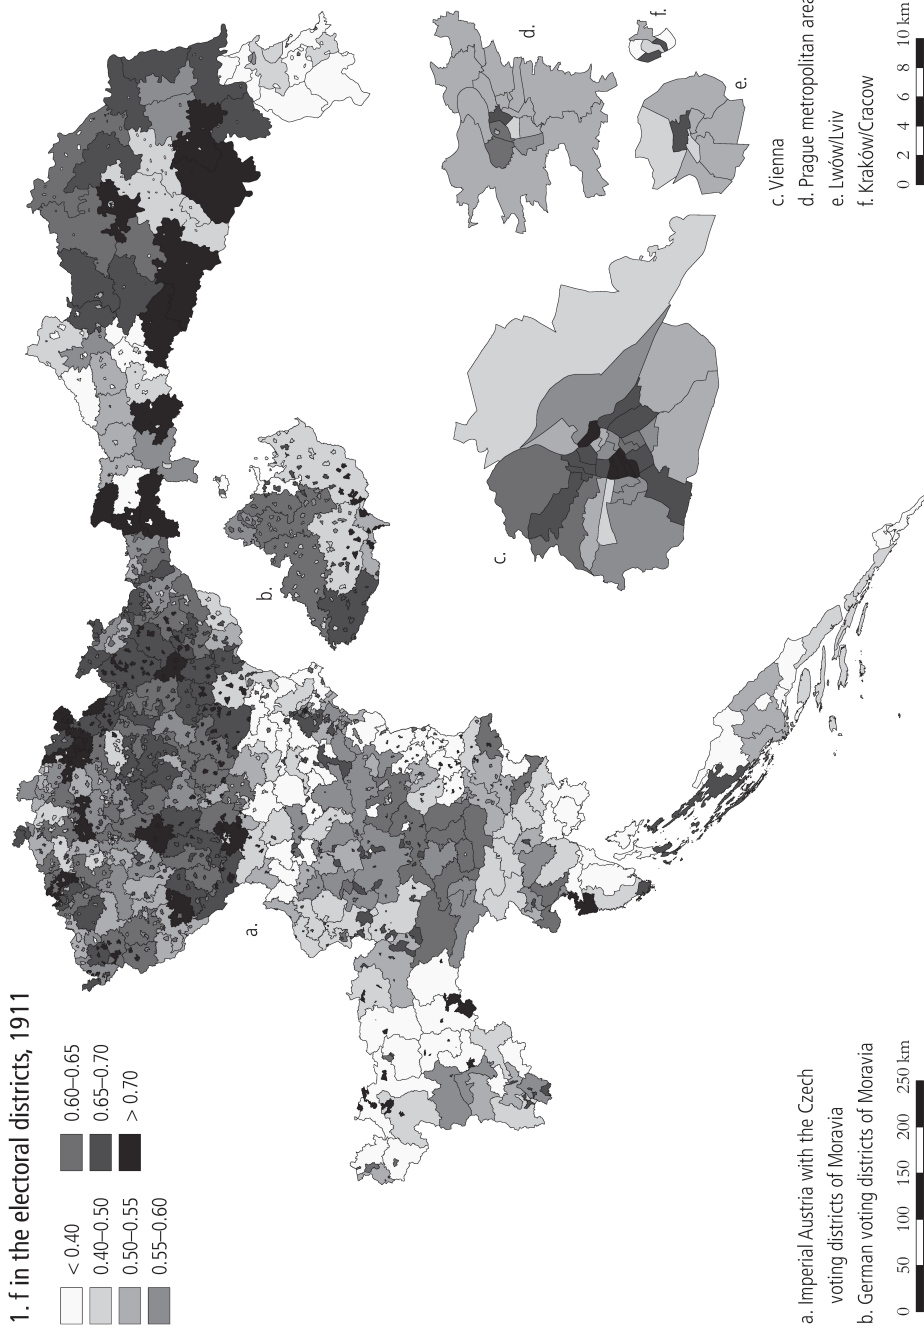 1. f in the electoral districts, 1911
< 0.40
0.40–0.50
0.50–0.55
0.55–0.60
0.60–0.65
0.65–0.70
> 0.70
a.
b.
c.
d.
e.
f.
a. Imperial Austria with the Czech
voting districts of Moravia
b. German voting districts of Moravia
0 50 100 150 200 250 km
c. Vienna
d. Prague metropolitan area
e. Lwów/Lviv
f. Kraków/Cracow
0 2 4 6 8 10 km